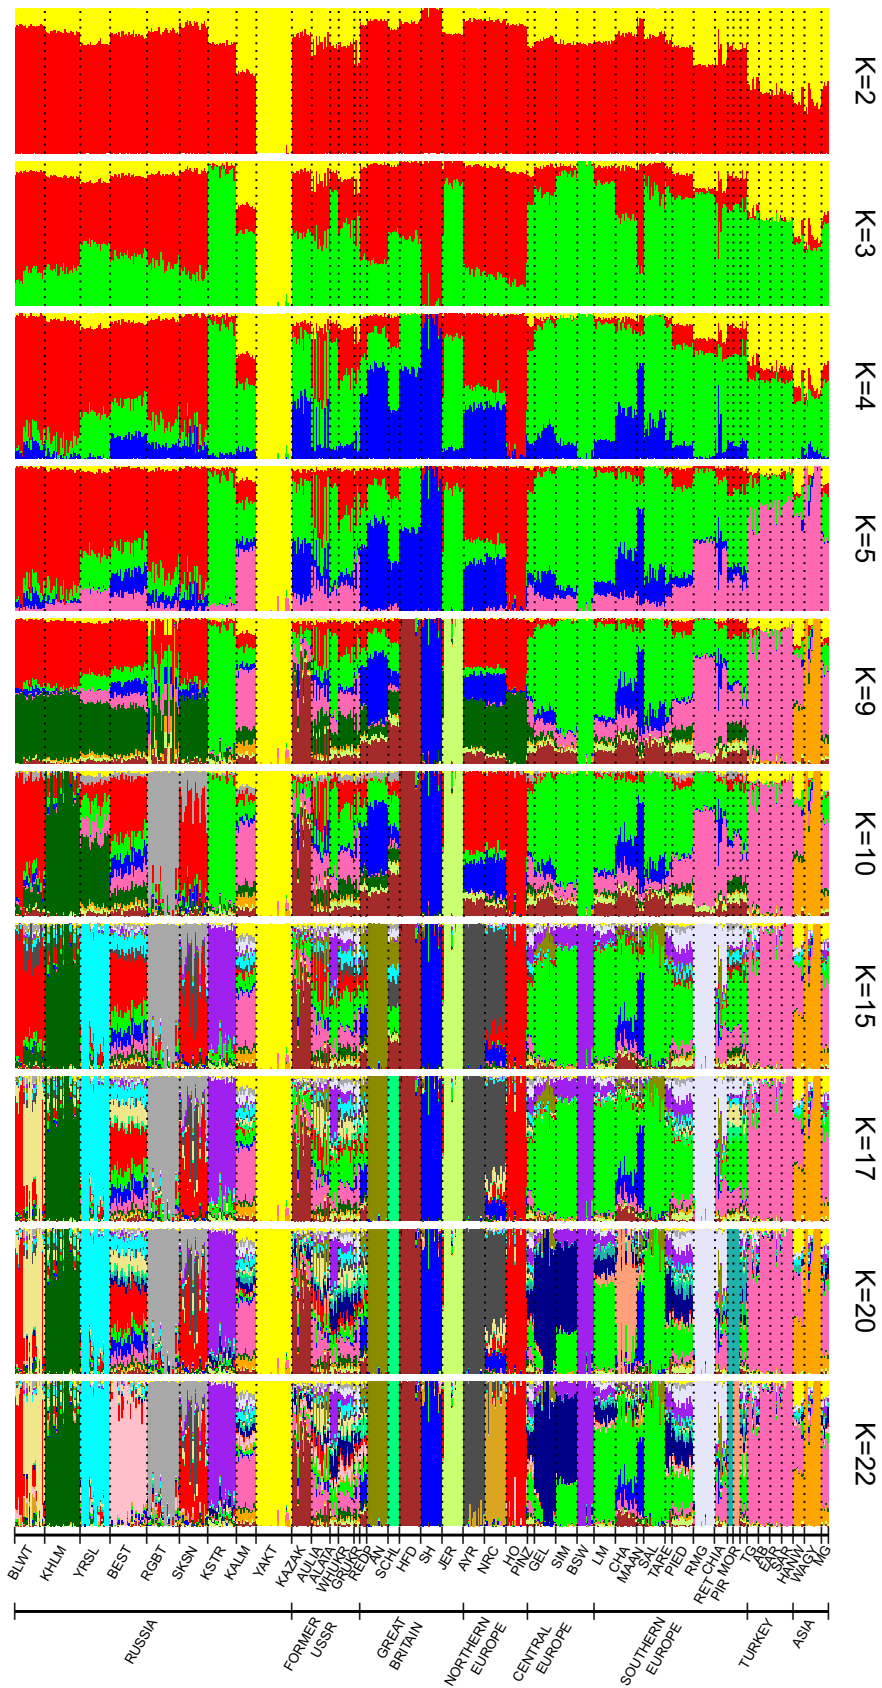 K=2
K=3
K=4
K=5
K=9
K=10
K=15
K=17
K=20
K=22
BLWT
KHLM
YRSL
BEST
RGBT
SKSN
KSTR
KALM
YAKT
KAZAK
AULIA
ALATA
WHUKR
GRUKR
REDP
AN
SCHL
HFD
SH
JER
AYR
NRC
HO
PINZ
GEL
SIM
BSW
LM
CHA
MAAN
SAL
TARE
PIED
RMG
RET
CHIA
PIR
MOR
TG
AB
EAR
SAR
HANW
WAGY
MG
RUSSIA
FORMER
USSR
GREAT
BRITAIN
NORTHERN
EUROPE
CENTRAL
EUROPE
SOUTHERN
EUROPE
TURKEY
ASIA